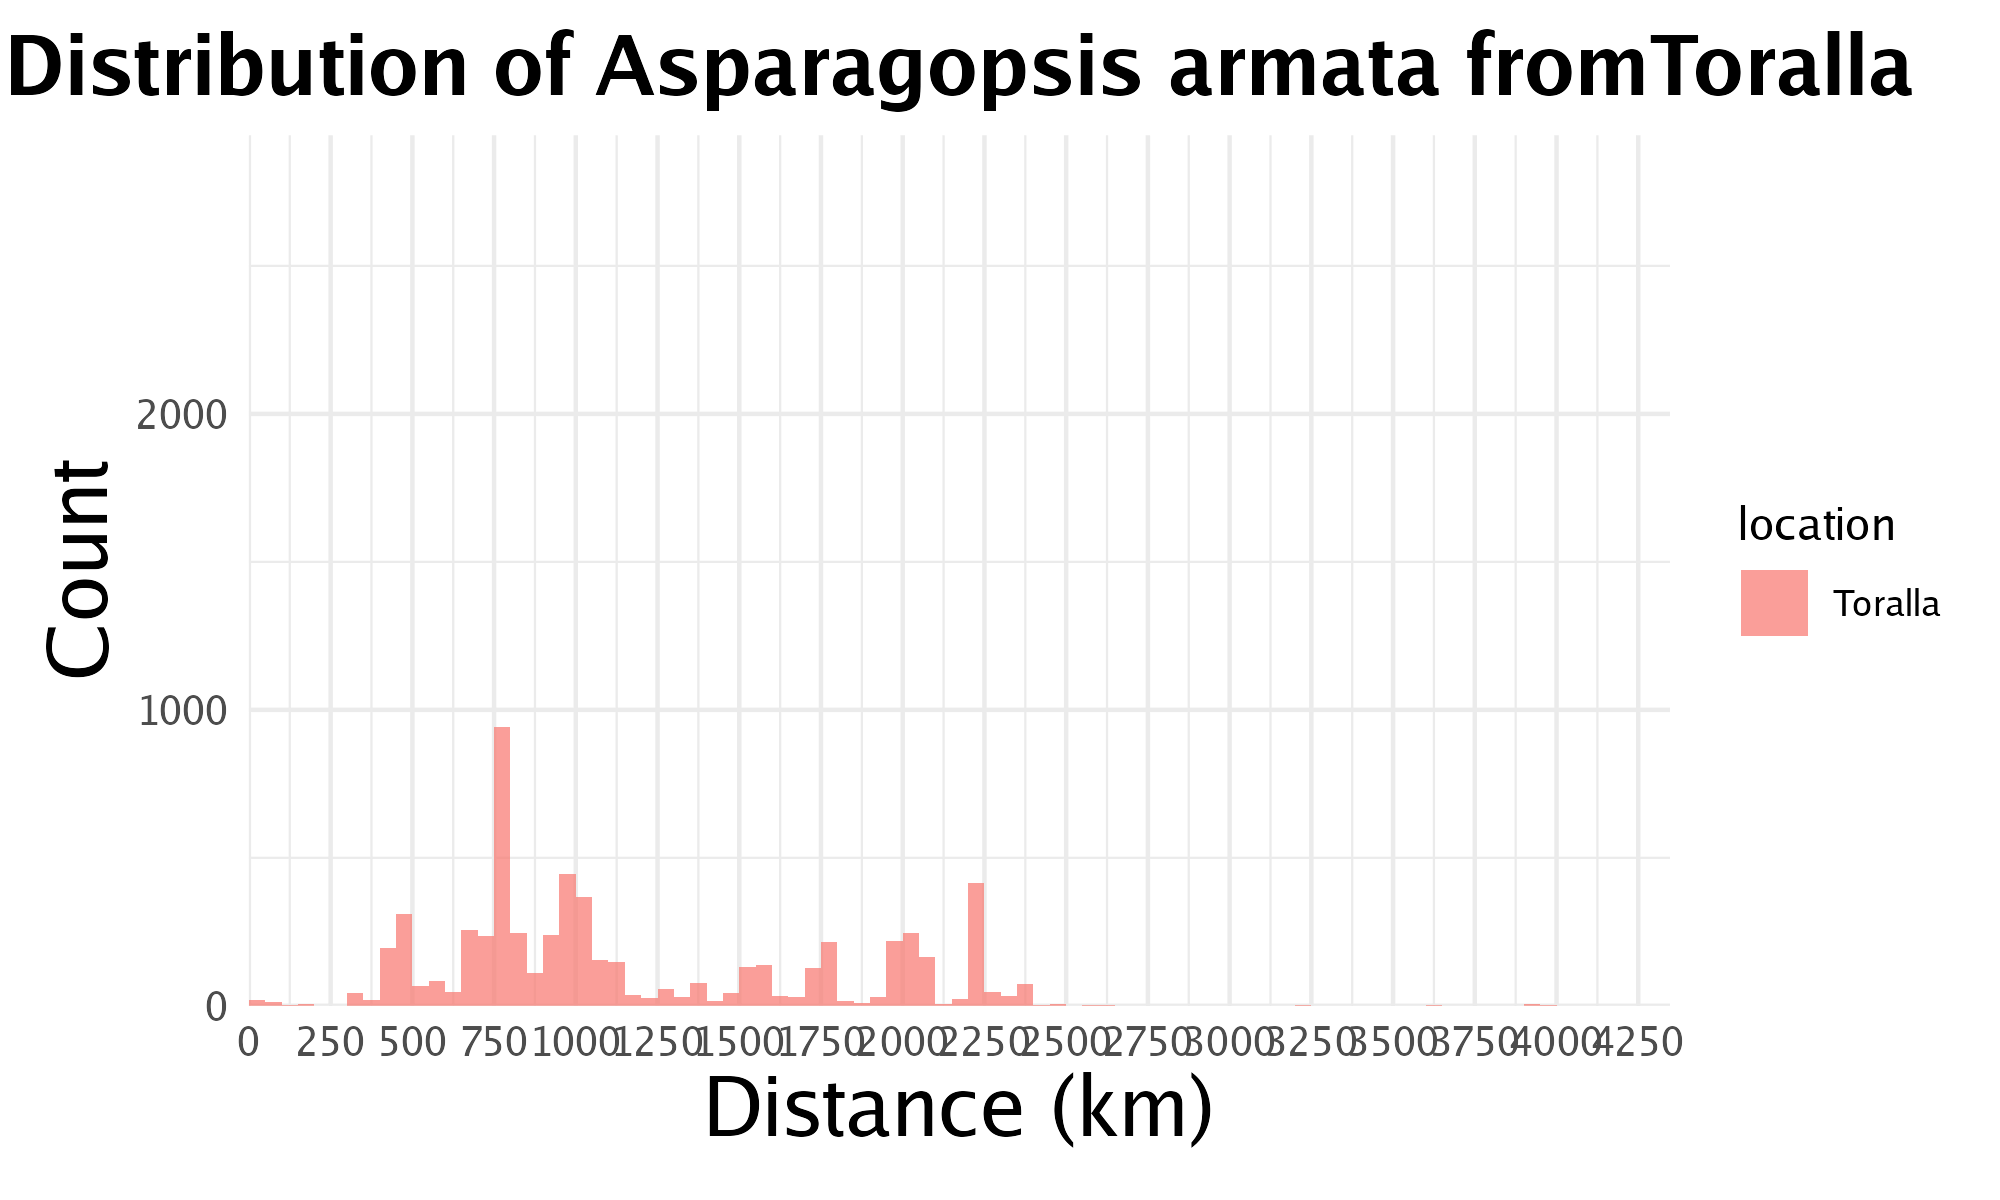 Distribution of Asparagopsis armata fromToralla
Count
2000
1000
0
0 250 500 750 1000 1250 1500 1750 2000 2250 2500 2750 3000 3250 3500 3750 4000 4250
Distance (km)
location
Toralla